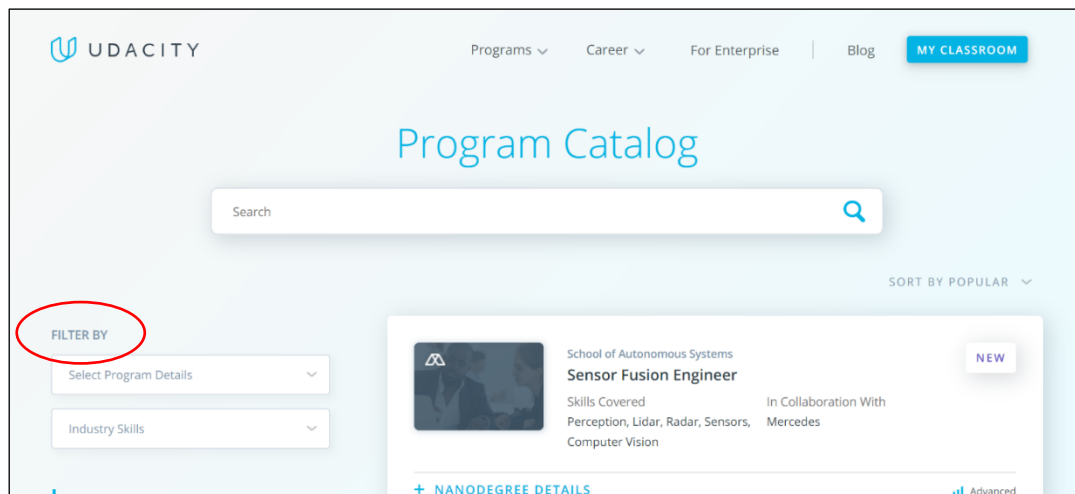 UDACITY
Programs
Career
For Enterprise
Blog
MY CLASSROOM
Program Catalog
Search
SORT BY POPULAR
FILTER BY
Select Program Details
Industry Skills
School of Autonomous Systems
NEW
Sensor Fusion Engineer
Skills Covered
Perception, Lidar, Radar, Sensors,
Computer Vision
In Collaboration With
Mercedes
+ NANODEGREE DETAILS
Advanced